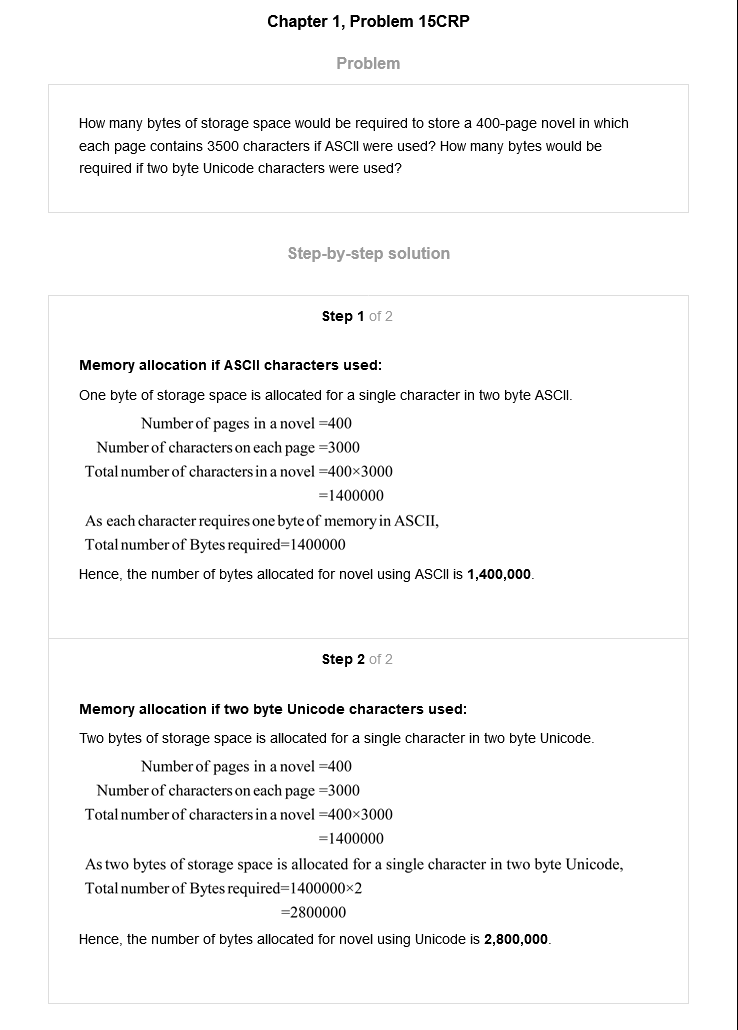 Chapter 1, Problem 15CRP
Problem
How many bytes of storage space would be required to store a 400-page novel in which
each page contains 3500 characters if ASCII were used? How many bytes would be
required if two byte Unicode characters were used?
Step-by-step solution
Step 1 of 2
Memory allocation if ASCII characters used:
One byte of storage space is allocated for a single character in two byte ASCII.
Number of pages in a novel =400
Number of characters on each page =3000
Total number of characters in a novel =400×3000
=1400000
As each character requires one byte of memory in ASCII,
Total number of Bytes required=1400000
Hence, the number of bytes allocated for novel using ASCII is 1,400,000.
Step 2 of 2
Memory allocation if two byte Unicode characters used:
Two bytes of storage space is allocated for a single character in two byte Unicode.
Number of pages in a novel =400
Number of characters on each page =3000
Total number of characters in a novel =400×3000
=1400000
As two bytes of storage space is allocated for a single character in two byte Unicode,
Total number of Bytes required=1400000×2
=2800000
Hence, the number of bytes allocated for novel using Unicode is 2,800,000.